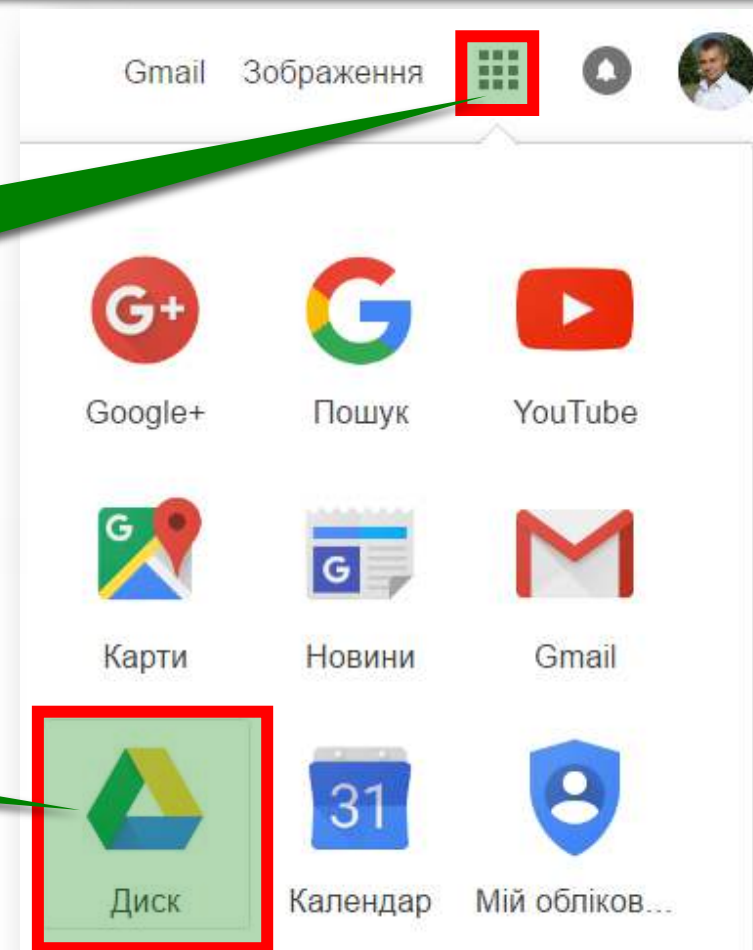 Gmail Зображення
G+
Google+ Пошук YouTube
G
G
Карти Новини Gmail
31
Диск Календар Мій обліков...